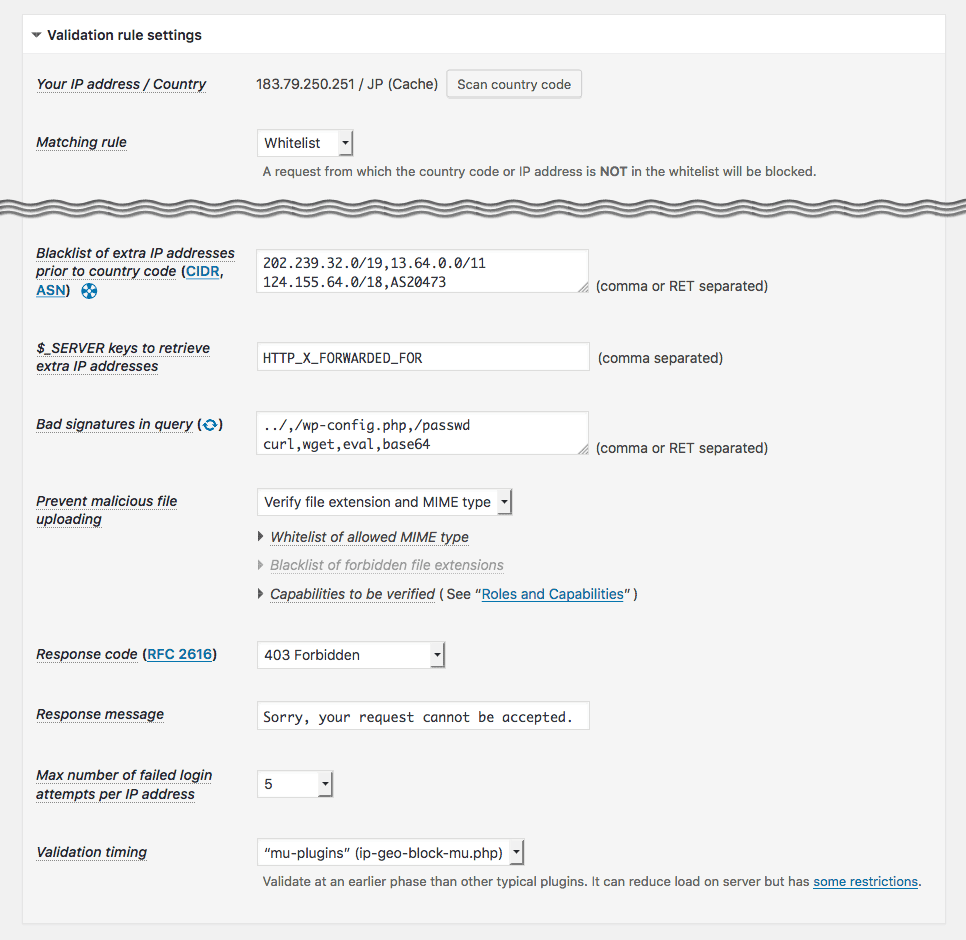 Validation rule settings
Your IP address / Country
183.79.250.251 / JP (Cache)
Scan country code
Matching rule
Whitelist
A request from which the country code or IP address is NOT in the whitelist will be blocked.
Blacklist of extra IP addresses
prior to country code (CIDR,
ASN)
202.239.32.0/19,13.64.0.0/11
124.155.64.0/18,AS20473
(comma or RET separated)
$_SERVER keys to retrieve
extra IP addresses
HTTP_X_FORWARDED_FOR
(comma separated)
Bad signatures in query ( )
../,/wp-config.php,/passwd
curl,wget,eval,base64
(comma or RET separated)
Prevent malicious file
uploading
Verify file extension and MIME type
Whitelist of allowed MIME type
Blacklist of forbidden file extensions
Capabilities to be verified ( See “Roles and Capabilities” )
Response code (RFC 2616)
403 Forbidden
Response message
Sorry, your request cannot be accepted.
Max number of failed login
attempts per IP address
5
Validation timing
“mu-plugins” (ip-geo-block-mu.php)
Validate at an earlier phase than other typical plugins. It can reduce load on server but has some restrictions.